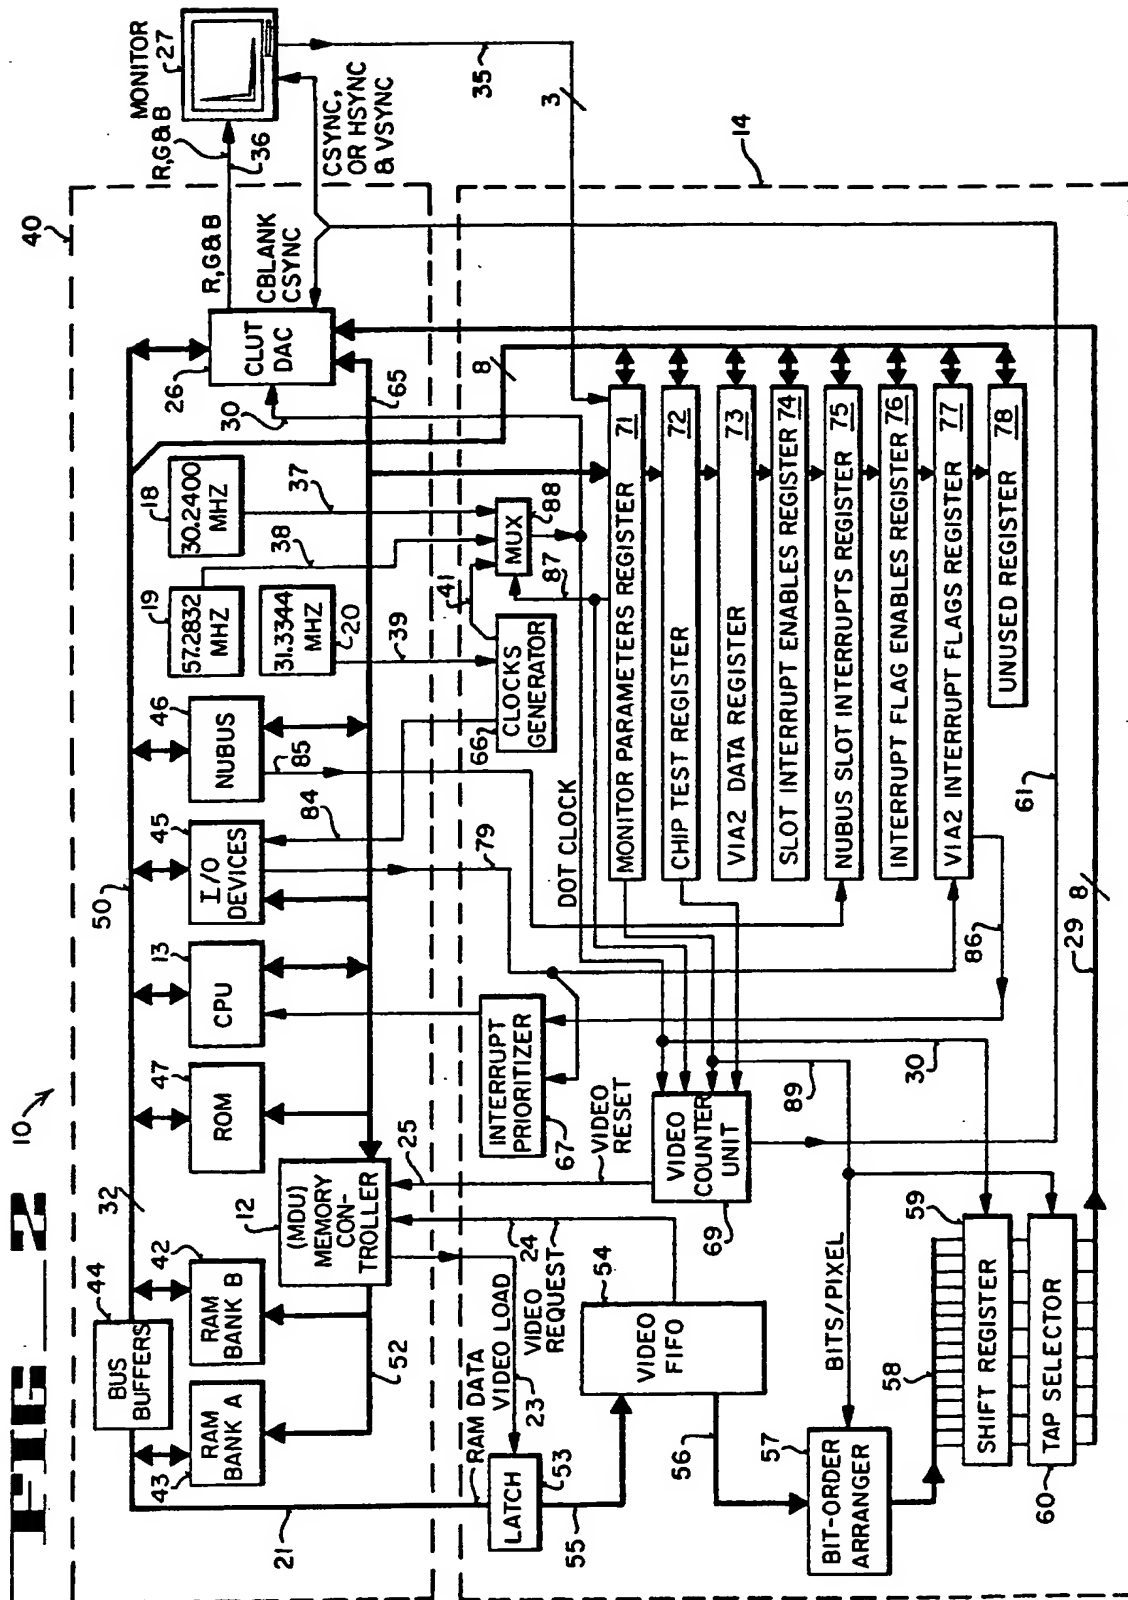 FIG 2
10
40
14
MONITOR
27
R,G&B
36
R,G&B
CBLANK
CSYNC
CSYNC,
OR HSYNC
& VSYNC
35
3
50
32
44
BUS
BUFFERS
43
RAM
BANK A
42
RAM
BANK B
12
(MDU)
MEMORY
CON-
TROLLER
47
ROM
13
CPU
45
I/O
DEVICES
46
NUBUS
19
57.2832
MHZ
18
30.2400
MHZ
31.3344
MHZ
20
26
CLUT
DAC
30
65
8
52
21
84
85
79
39
38
37
41
66
CLOCKS
GENERATOR
MUX
88
87
DOT CLOCK
RAM DATA
VIDEO LOAD
23
VIDEO
REQUEST
24
25
VIDEO
RESET
LATCH
53
55
VIDEO
FIFO
54
56
INTERRUPT
PRIORITIZER
67
VIDEO
COUNTER
UNIT
69
MONITOR PARAMETERS REGISTER 71
CHIP TEST REGISTER 72
VIA2 DATA REGISTER 73
SLOT INTERRUPT ENABLES REGISTER 74
NUBUS SLOT INTERRUPTS REGISTER 75
INTERRUPT FLAG ENABLES REGISTER 76
VIA2 INTERRUPT FLAGS REGISTER 77
UNUSED REGISTER 78
86
89
30
61
BITS/PIXEL
57
BIT-ORDER
ARRANGER
58
SHIFT REGISTER
59
TAP SELECTOR
60
29
8